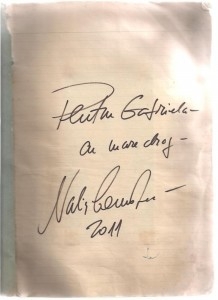 Pentru Gabriela
cu mare drag -
2011